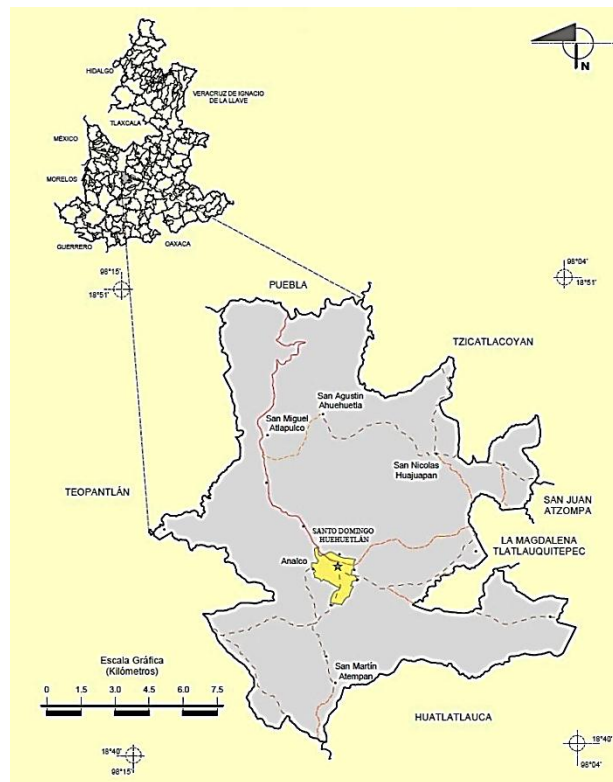 HIDALGO
VERACRUZ DE IGNACIO
DE LA LLAVE
TLAXCALA
MÉXICO
MORELOS
GUERRERO
OAXACA
N
98°15'
18°51'
98°04'
18°51'
PUEBLA
TZICATLACOYAN
San Agustin
Ahuehuetla
San Miguel
Atlapulco
San Nicolas
Huajuapan
TEOPANTLÁN
SAN JUAN
ATZOMPA
SANTO DOMINGO
HUEHUETLÁN
LA MAGDALENA
TLATLAUQUITEPEC
Analco
Escala Gráfica
(Kilómetros)
0 1.5 3.0 4.5 6.0 7.5
San Martín
Atempan
HUATLATLAUCA
18°40'
98°15'
18°40'
98°04'